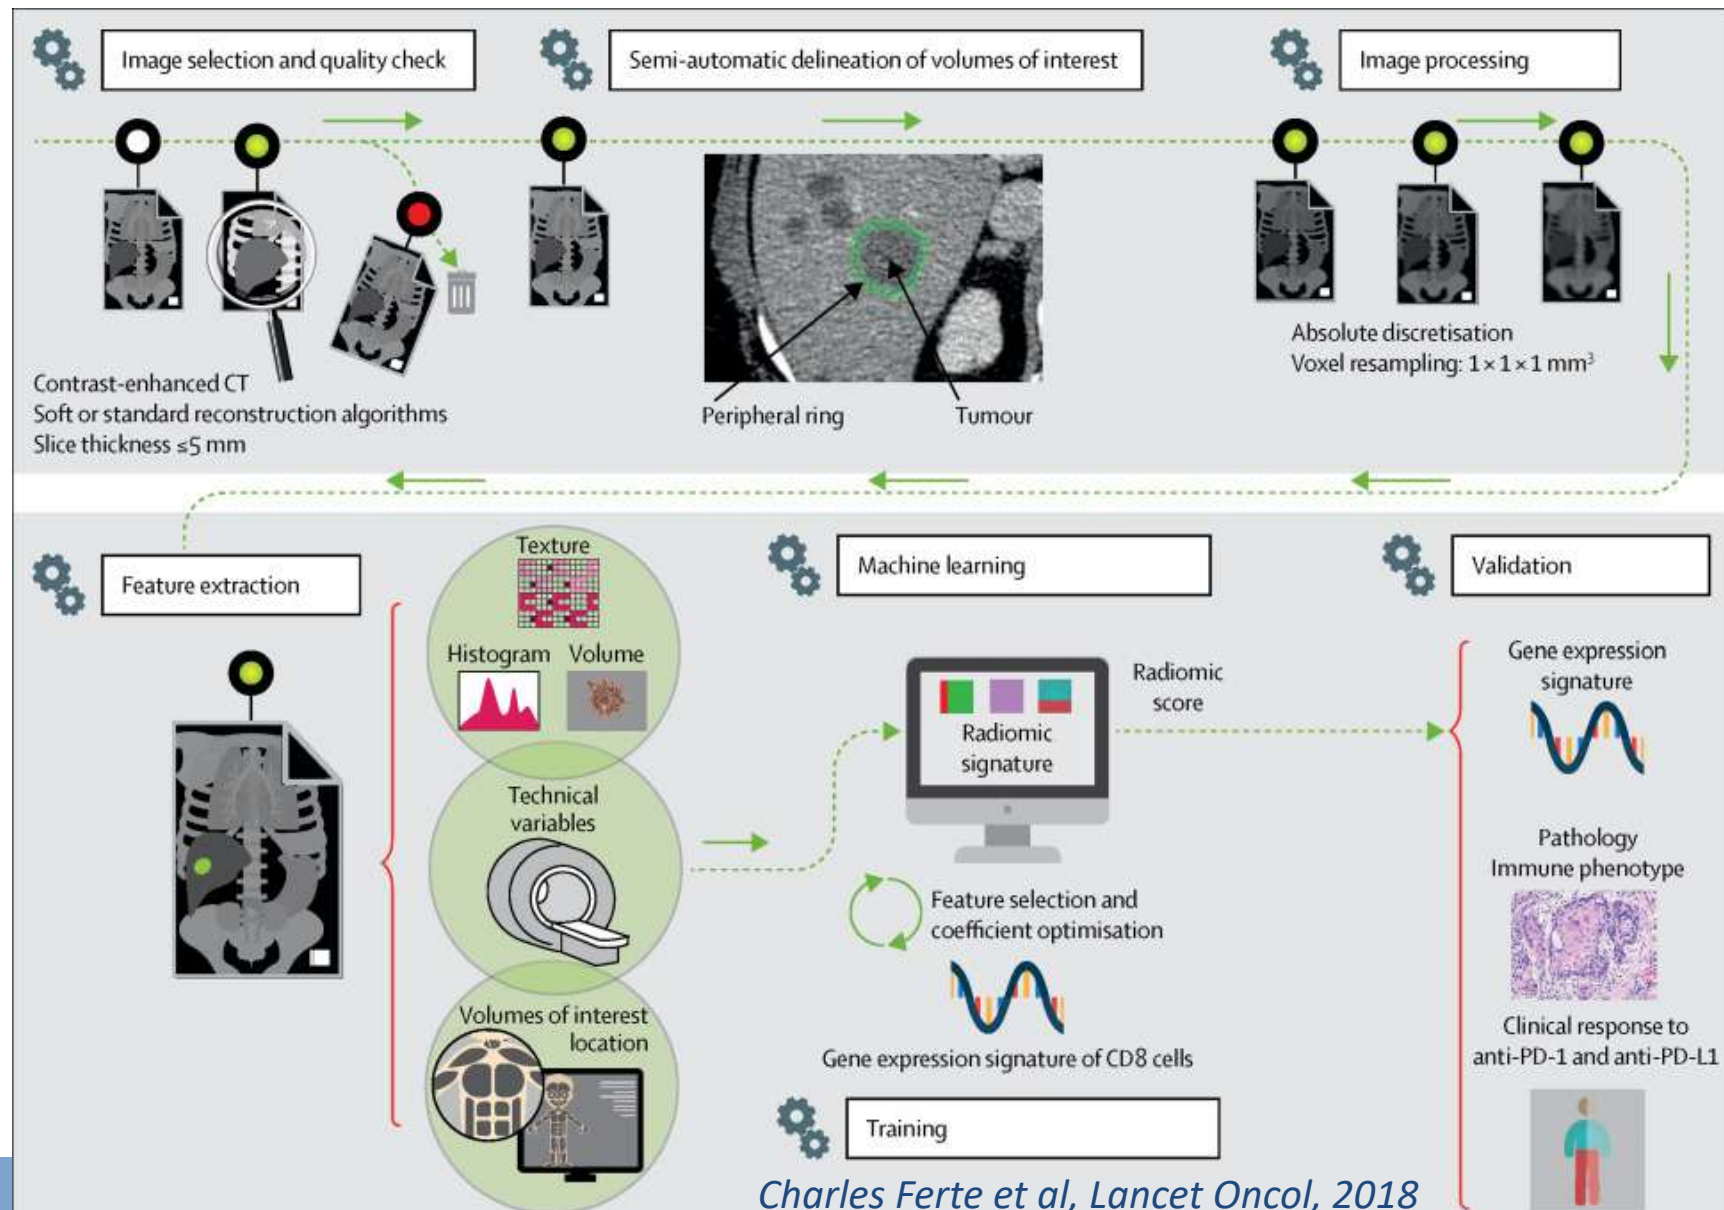 Image selection and quality check
Semi-automatic delineation of volumes of interest
Image processing
Contrast-enhanced CT
Soft or standard reconstruction algorithms
Slice thickness ≤5 mm
Peripheral ring
Tumour
Absolute discretisation
Voxel resampling: 1 × 1 × 1 mm³
Feature extraction
Texture
Histogram
Volume
Technical
variables
Volumes of interest
location
Machine learning
Radiomic
signature
Radiomic
score
Feature selection and
coefficient optimisation
Gene expression signature of CD8 cells
Training
Validation
Gene expression
signature
Pathology
Immune phenotype
Clinical response to
anti-PD-1 and anti-PD-L1
Charles Ferte et al, Lancet Oncol, 2018